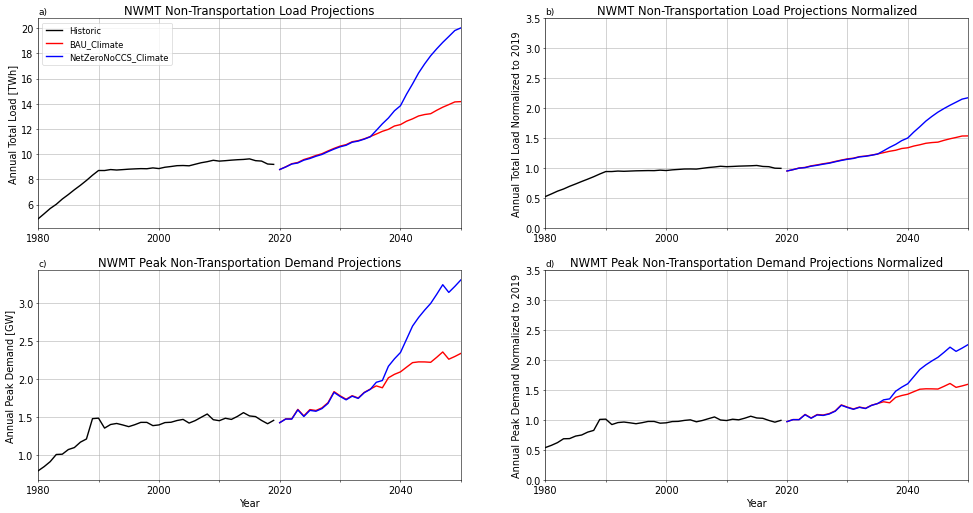 NWMT Non-Transportation Load Projections
a)
Historic
BAU_Climate
NetZeroNoCCS_Climate
Annual Total Load [TWh]
20
18
16
14
12
10
8
6
1980
2000
2020
2040
NWMT Non-Transportation Load Projections Normalized
b)
Annual Total Load Normalized to 2019
3.5
3.0
2.5
2.0
1.5
1.0
0.5
0.0
1980
2000
2020
2040
NWMT Peak Non-Transportation Demand Projections
c)
Annual Peak Demand [GW]
3.0
2.5
2.0
1.5
1.0
1980
2000
2020
2040
Year
NWMT Peak Non-Transportation Demand Projections Normalized
d)
Annual Peak Demand Normalized to 2019
3.5
3.0
2.5
2.0
1.5
1.0
0.5
0.0
1980
2000
2020
2040
Year